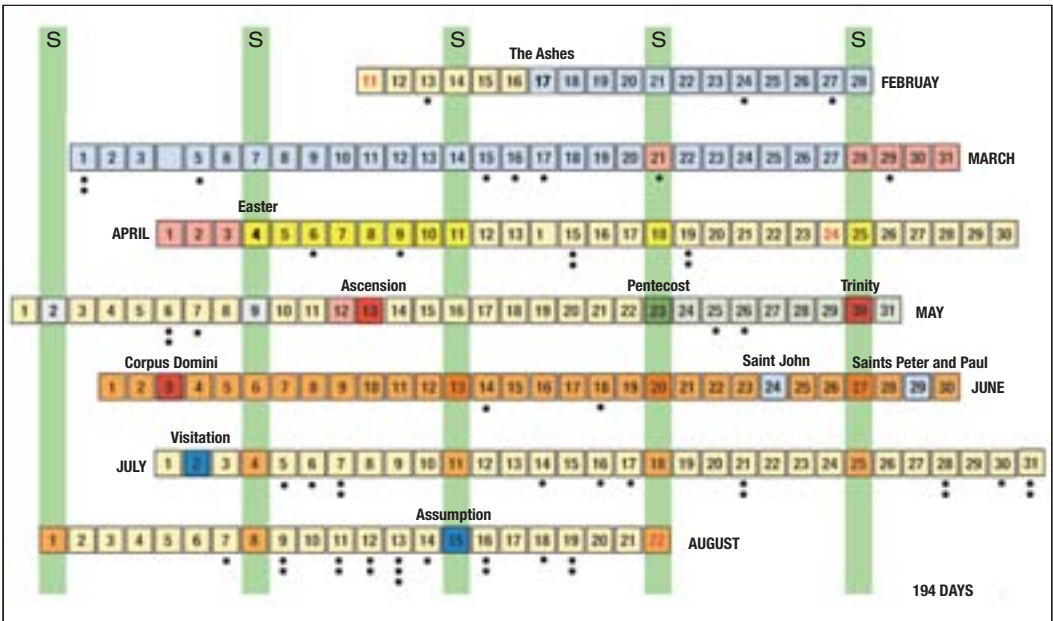 S S S S S
The Ashes
11 12 13 14 15 16 17 18 19 20 21 22 23 24 25 26 27 28 FEBRUAY
1 2 3 5 6 7 8 9 10 11 12 13 14 15 16 17 18 19 20 21 22 23 24 25 26 27 28 29 30 31 MARCH
Easter
APRIL 1 2 3 4 5 6 7 8 9 10 11 12 13 1 15 16 17 18 19 20 21 22 23 24 25 26 27 28 29 30
Ascension Pentecost Trinity
1 2 3 4 5 6 7 8 9 10 11 12 13 14 15 16 17 18 19 20 21 22 23 24 25 26 27 28 29 30 31 MAY
Corpus Domini Saint John Saints Peter and Paul
1 2 3 4 5 6 7 8 9 10 11 12 13 14 15 16 17 18 19 20 21 22 23 24 25 26 27 28 29 30 JUNE
Visitation
JULY 1 2 3 4 5 6 7 8 9 10 11 12 13 14 15 16 17 18 19 20 21 22 23 24 25 26 27 28 29 30 31
Assumption
1 2 3 4 5 6 7 8 9 10 11 12 13 14 15 16 17 18 19 20 21 22 AUGUST
194 DAYS